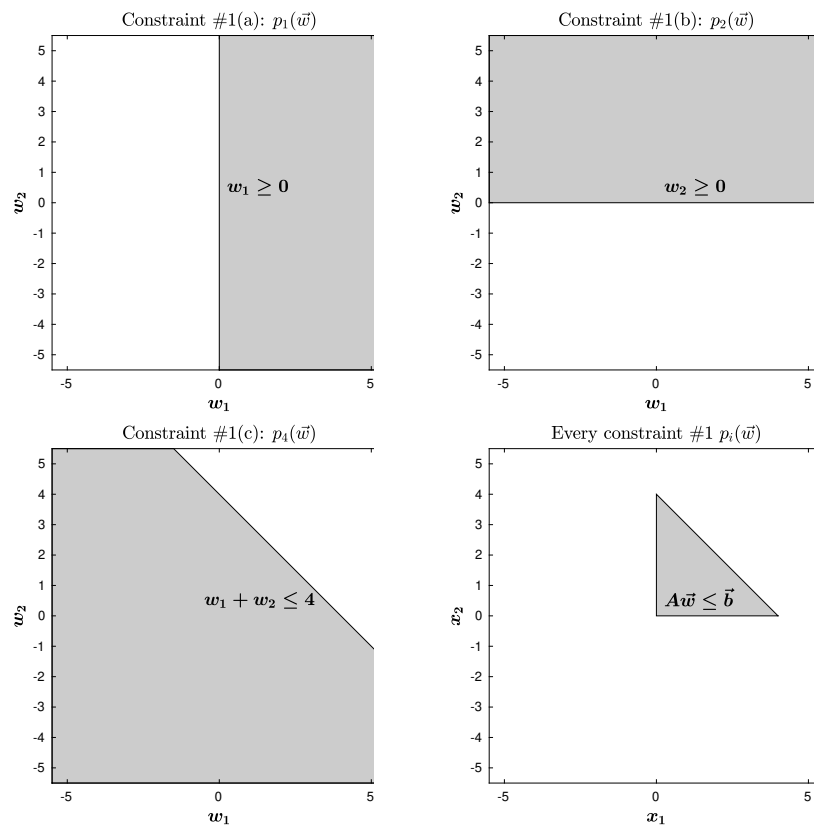 Constraint #1(a): p₁(w⃗)
5
4
3
2
1
0
-1
-2
-3
-4
-5
w₂
w₁ ≥ 0
-5 0 5
w₁
Constraint #1(b): p₂(w⃗)
5
4
3
2
1
0
-1
-2
-3
-4
-5
w₂
w₂ ≥ 0
-5 0 5
w₁
Constraint #1(c): p₄(w⃗)
5
4
3
2
1
0
-1
-2
-3
-4
-5
w₂
w₁ + w₂ ≤ 4
-5 0 5
w₁
Every constraint #1 pᵢ(w⃗)
5
4
3
2
1
0
-1
-2
-3
-4
-5
x₂
Aw⃗ ≤ b⃗
-5 0 5
x₁